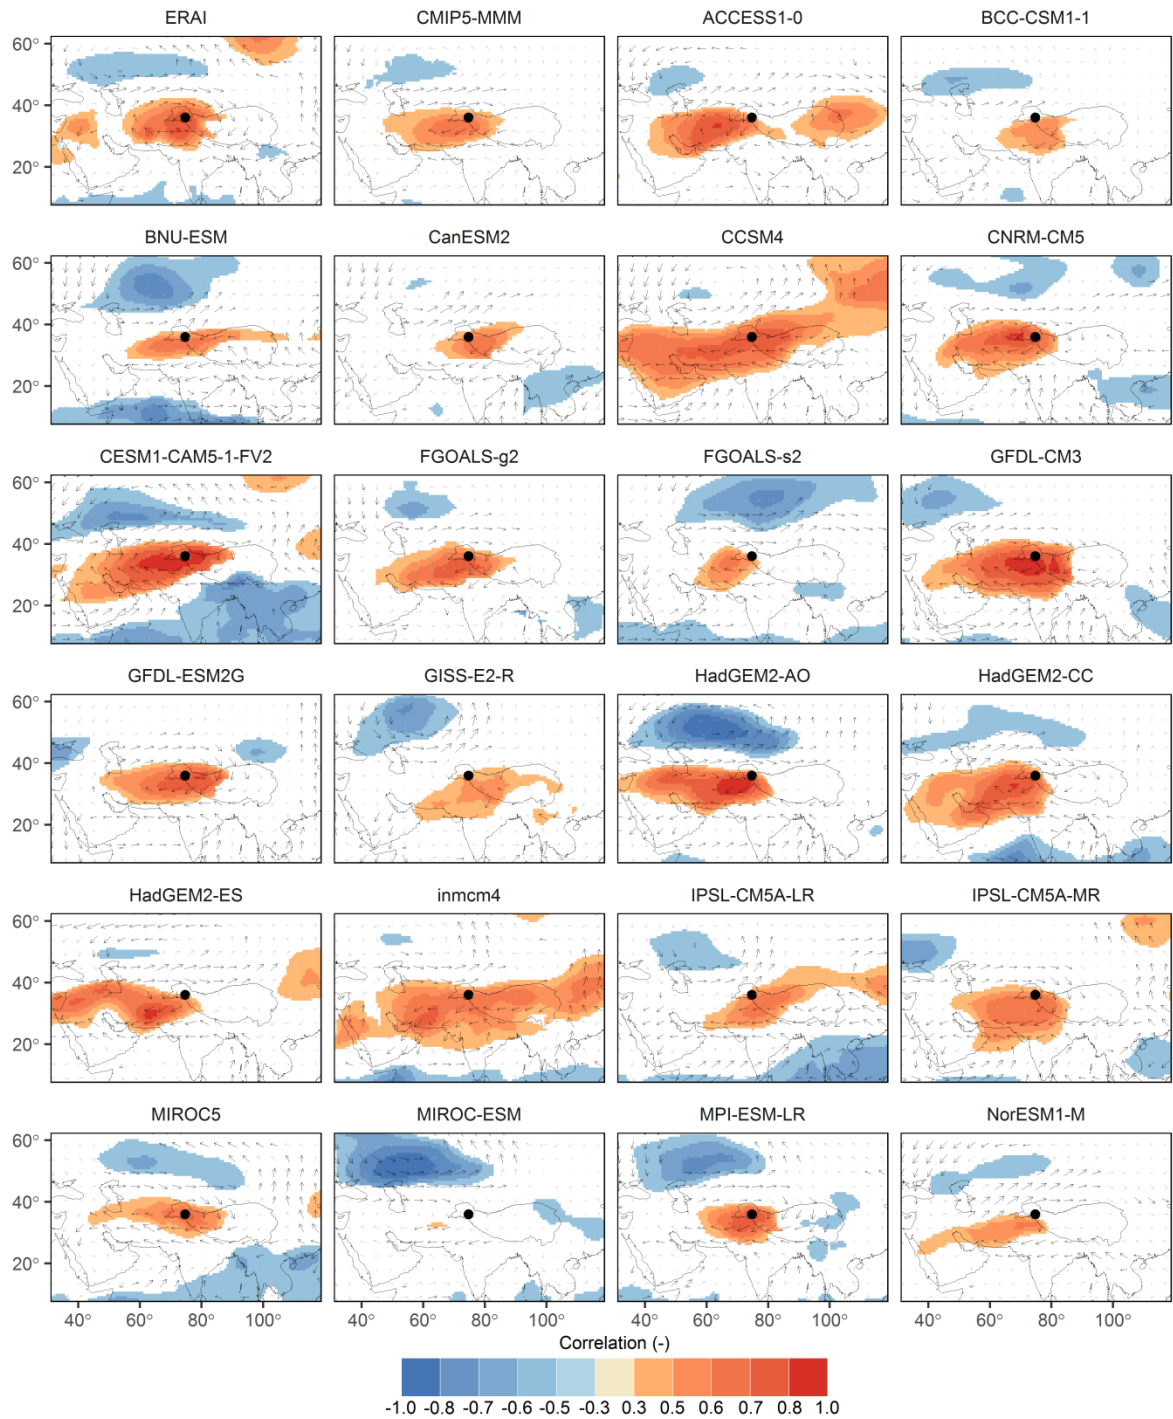 ERAI CMIP5-MMM ACCESS1-0 BCC-CSM1-1
60°
40°
20°
BNU-ESM CanESM2 CCSM4 CNRM-CM5
60°
40°
20°
CESM1-CAM5-1-FV2 FGOALS-g2 FGOALS-s2 GFDL-CM3
60°
40°
20°
GFDL-ESM2G GISS-E2-R HadGEM2-AO HadGEM2-CC
60°
40°
20°
HadGEM2-ES inmcm4 IPSL-CM5A-LR IPSL-CM5A-MR
60°
40°
20°
MIROC5 MIROC-ESM MPI-ESM-LR NorESM1-M
60°
40°
20°
40° 60° 80° 100° 40° 60° 80° 100° 40° 60° 80° 100° 40° 60° 80° 100°
Correlation (-)
-1.0 -0.8 -0.7 -0.6 -0.5 -0.3 0.3 0.5 0.6 0.7 0.8 1.0